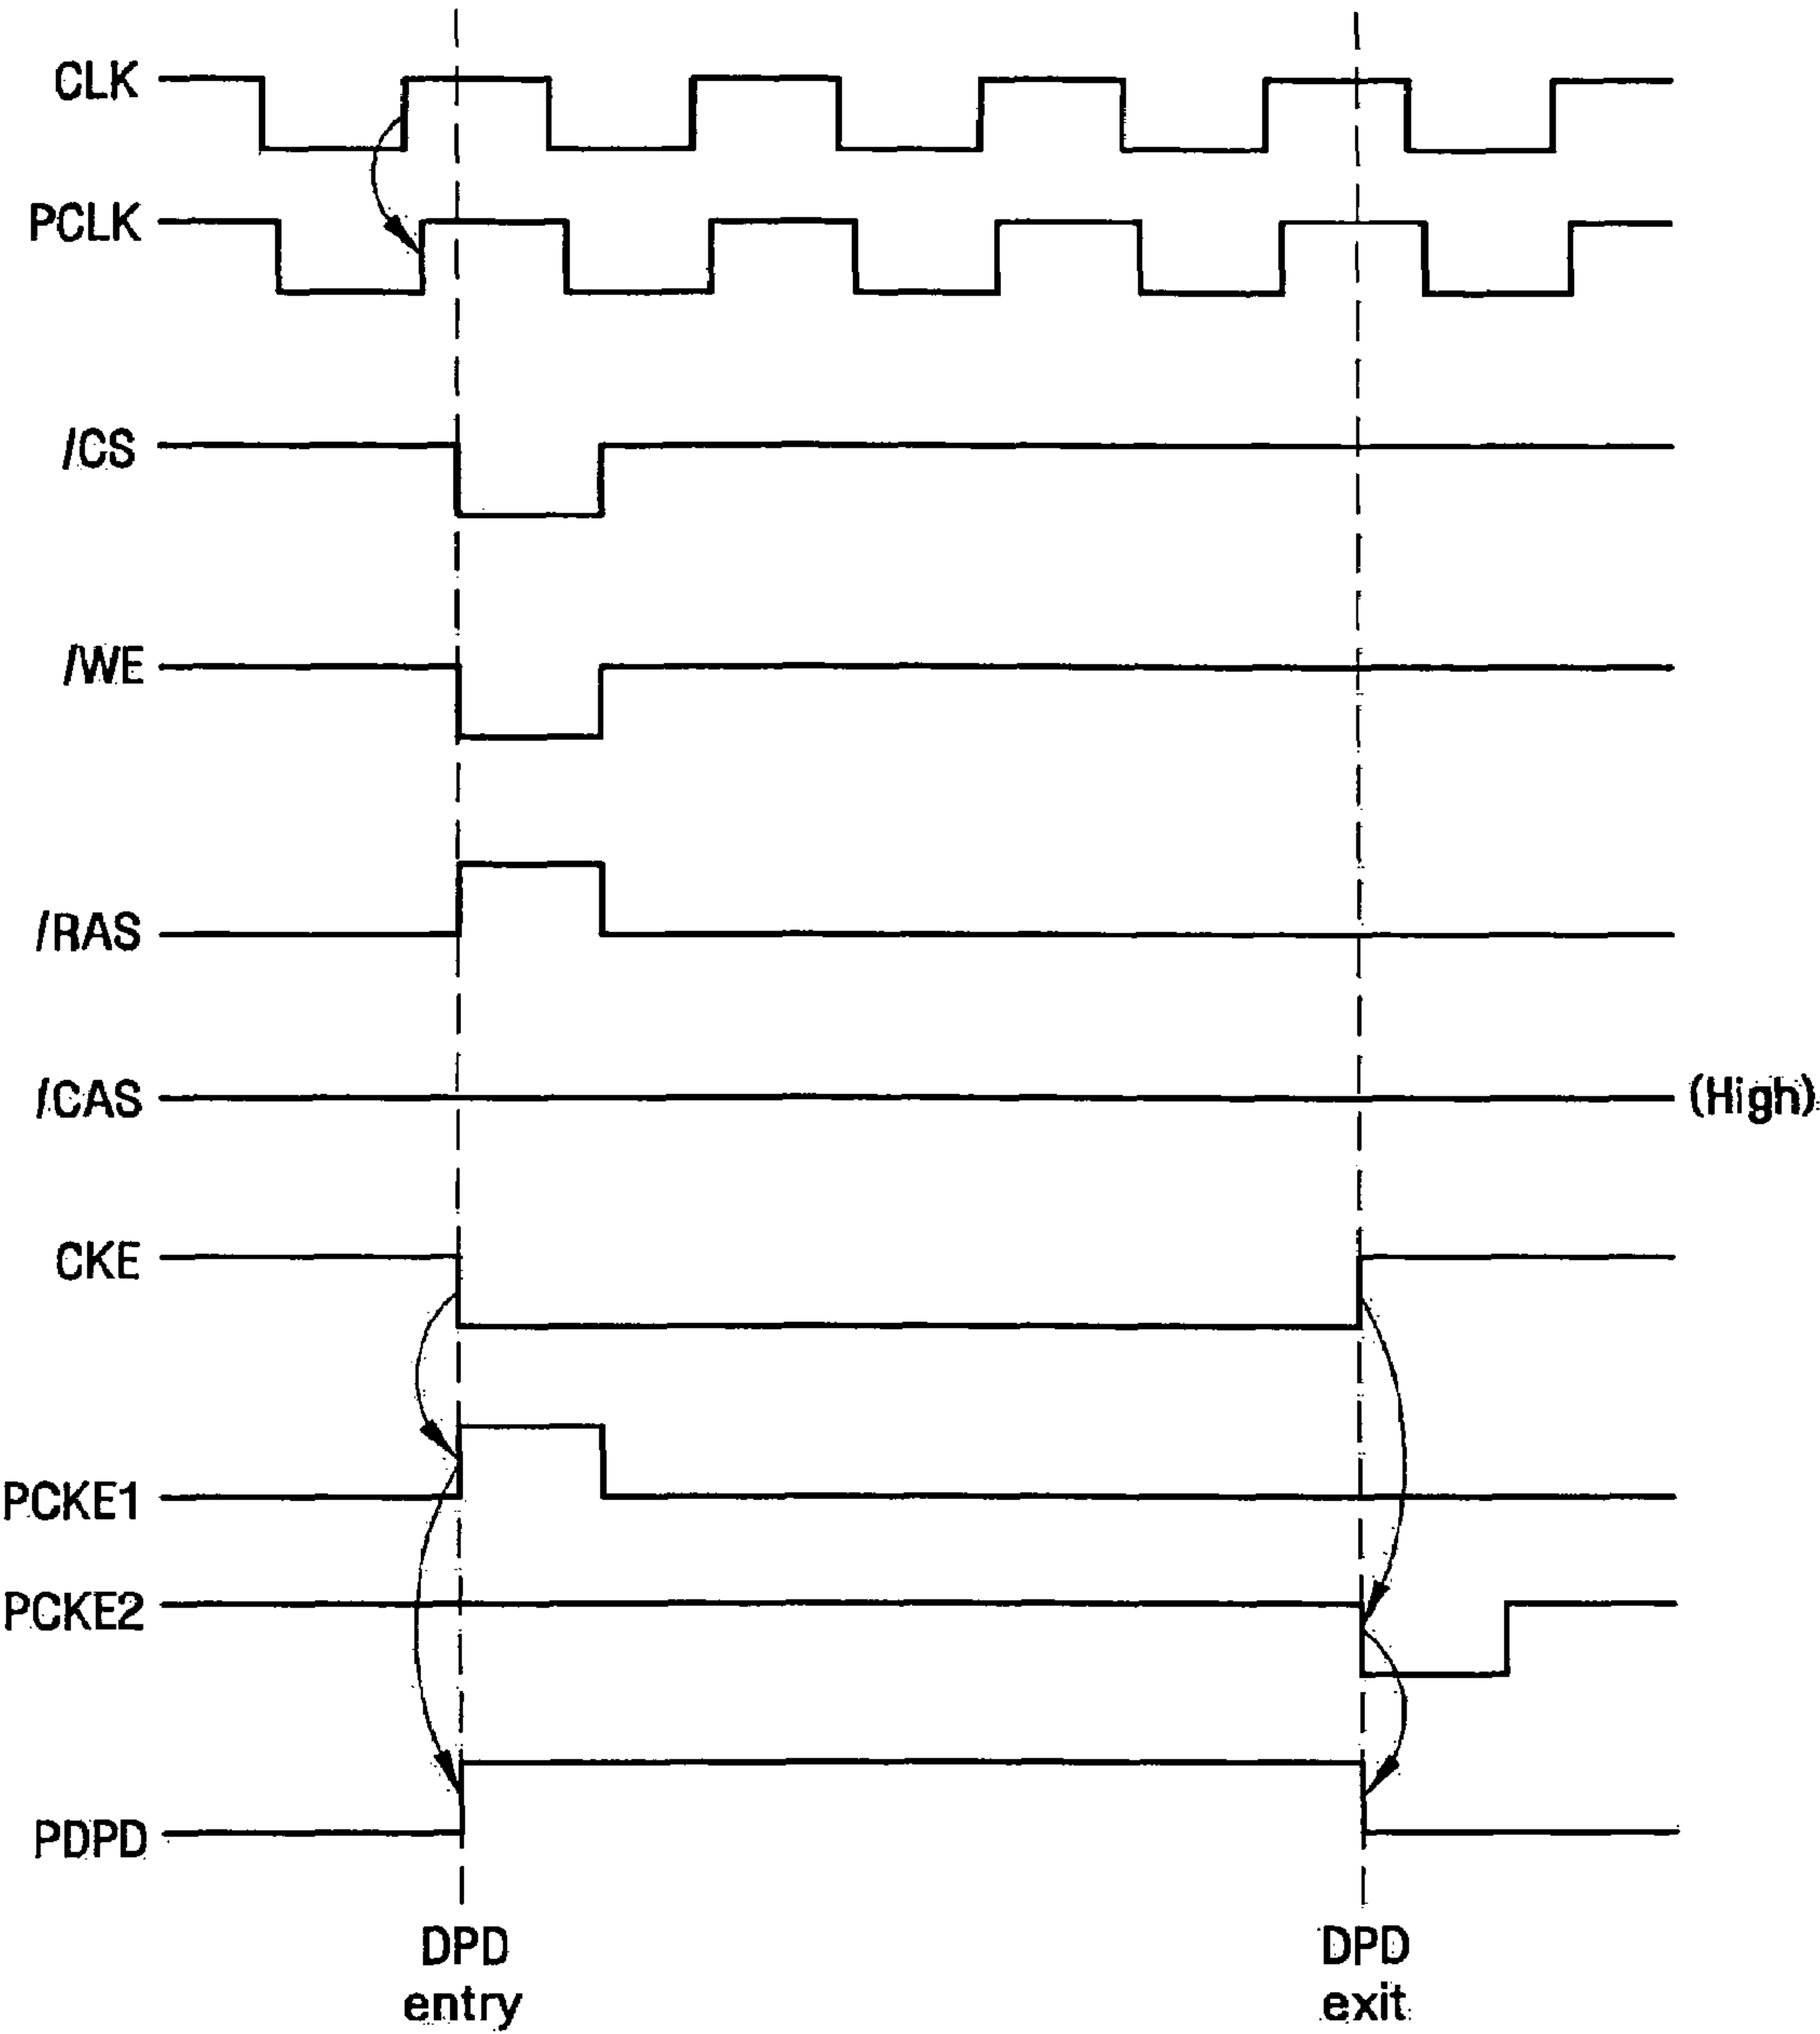 CLK
PCLK
/CS
/WE
/RAS
/CAS
(High)
CKE
PCKE1
PCKE2
PDPD
DPD
entry
DPD
exit